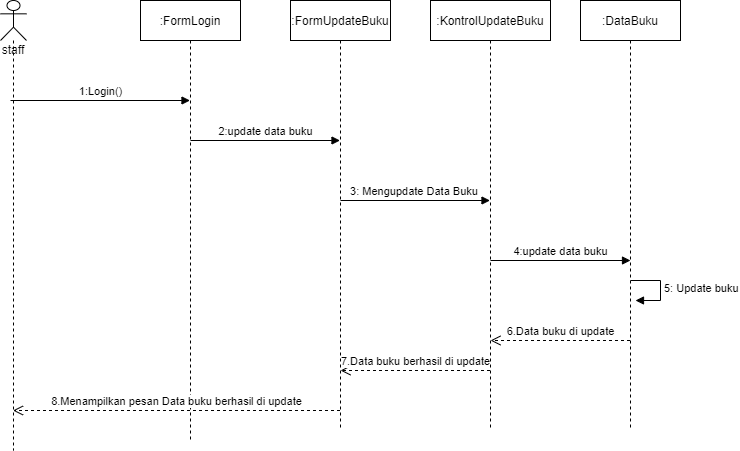 :FormLogin
:FormUpdateBuku
:KontrolUpdateBuku
:DataBuku
staff
1:Login()
2:update data buku
3: Mengupdate Data Buku
4:update data buku
5: Update buku
6.Data buku di update
7.Data buku berhasil di update
8.Menampilkan pesan Data buku berhasil di update